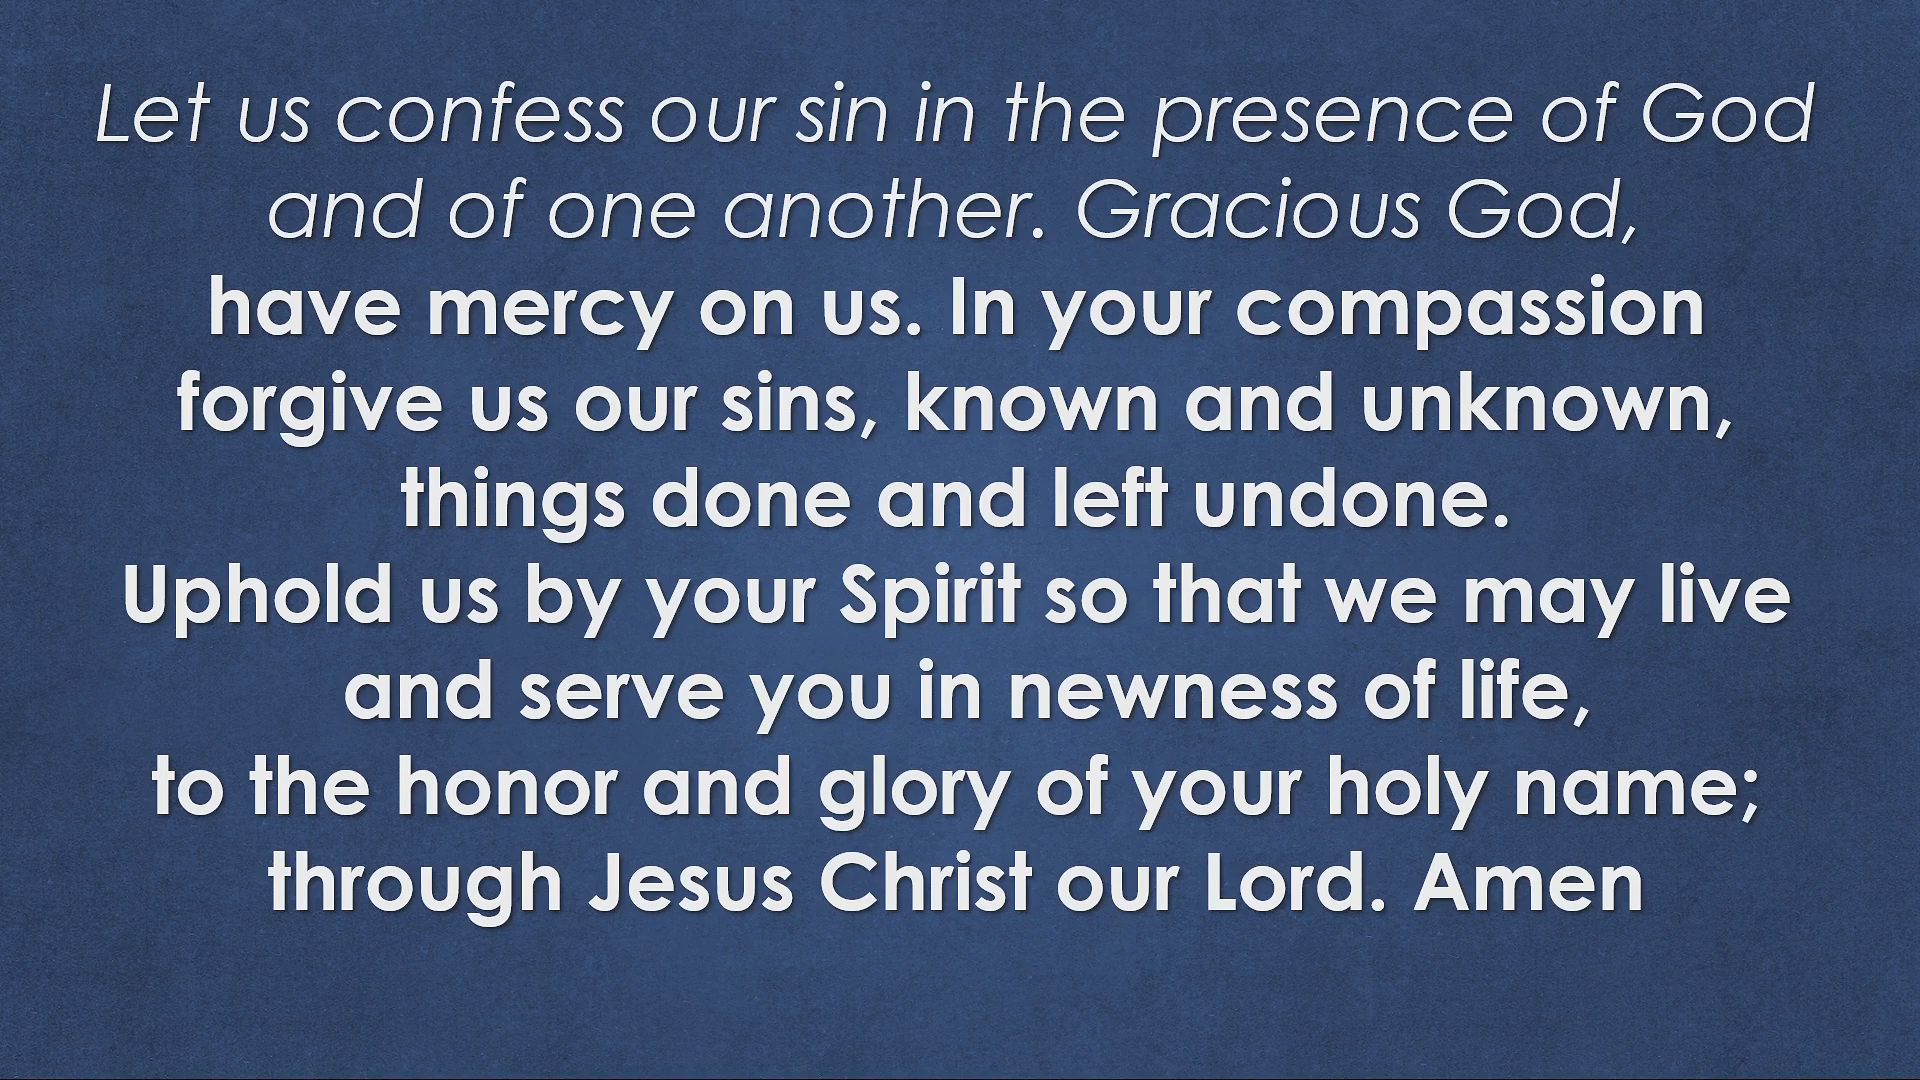 Let us confess our sin in the presence of God
and of one another. Gracious God,
have mercy on us. In your compassion
forgive us our sins, known and unknown,
things done and left undone.
Uphold us by your Spirit so that we may live
and serve you in newness of life,
to the honor and glory of your holy name;
through Jesus Christ our Lord. Amen